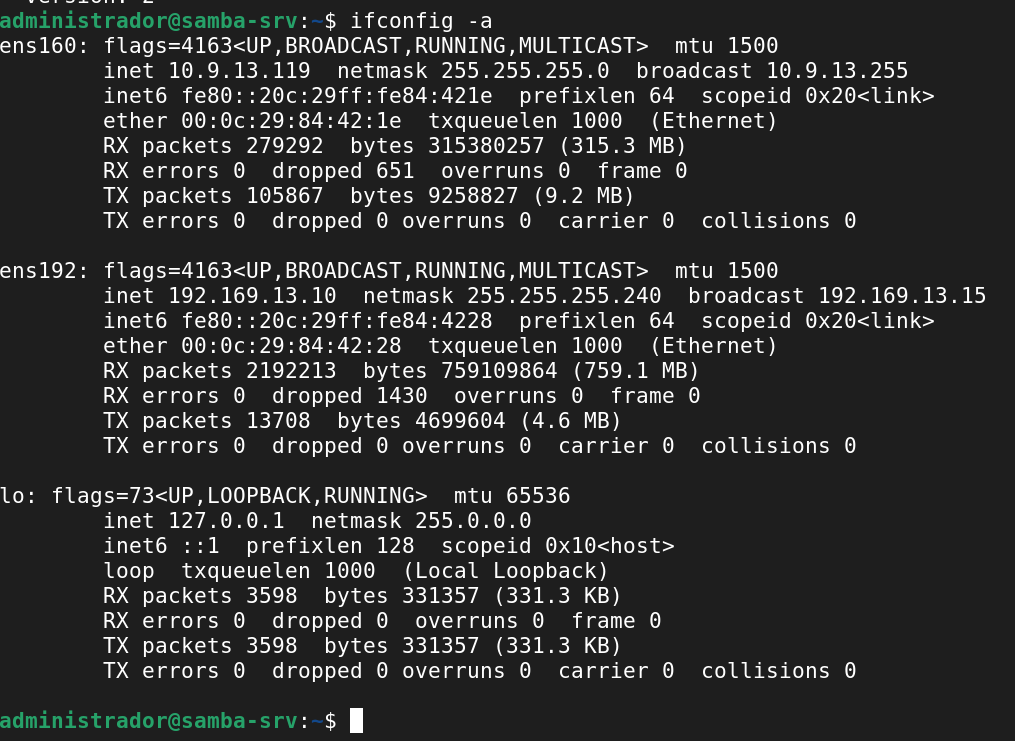 version: 2
administrador@samba-srv:~$ ifconfig -a
ens160: flags=4163<UP,BROADCAST,RUNNING,MULTICAST>  mtu 1500
        inet 10.9.13.119  netmask 255.255.255.0  broadcast 10.9.13.255
        inet6 fe80::20c:29ff:fe84:421e  prefixlen 64  scopeid 0x20<link>
        ether 00:0c:29:84:42:1e  txqueuelen 1000  (Ethernet)
        RX packets 279292  bytes 315380257 (315.3 MB)
        RX errors 0  dropped 651  overruns 0  frame 0
        TX packets 105867  bytes 9258827 (9.2 MB)
        TX errors 0  dropped 0 overruns 0  carrier 0  collisions 0

ens192: flags=4163<UP,BROADCAST,RUNNING,MULTICAST>  mtu 1500
        inet 192.169.13.10  netmask 255.255.255.240  broadcast 192.169.13.15
        inet6 fe80::20c:29ff:fe84:4228  prefixlen 64  scopeid 0x20<link>
        ether 00:0c:29:84:42:28  txqueuelen 1000  (Ethernet)
        RX packets 2192213  bytes 759109864 (759.1 MB)
        RX errors 0  dropped 1430  overruns 0  frame 0
        TX packets 13708  bytes 4699604 (4.6 MB)
        TX errors 0  dropped 0 overruns 0  carrier 0  collisions 0

lo: flags=73<UP,LOOPBACK,RUNNING>  mtu 65536
        inet 127.0.0.1  netmask 255.0.0.0
        inet6 ::1  prefixlen 128  scopeid 0x10<host>
        loop  txqueuelen 1000  (Local Loopback)
        RX packets 3598  bytes 331357 (331.3 KB)
        RX errors 0  dropped 0  overruns 0  frame 0
        TX packets 3598  bytes 331357 (331.3 KB)
        TX errors 0  dropped 0 overruns 0  carrier 0  collisions 0

administrador@samba-srv:~$